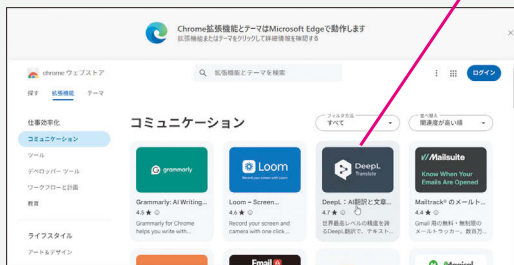 Chrome拡張機能とテーマはMicrosoft Edgeで動作します
拡張機能またはテーマをクリックして詳細情報を確認する
chrome ウェブストア
拡張機能とテーマを検索
ログイン
探す 拡張機能 テーマ
仕事効率化
コミュニケーション
ツール
デベロッパー ツール
ワークフローと計画
教育
ライフスタイル
アート&デザイン
コミュニケーション
フィルタ方法
すべて
並べ替え
関連度が高い順
grammarly
Grammarly: AI Writing...
4.5 ★
Grammarly for Chrome
helps you write with...
Loom
Loom – Screen...
4.6 ★
Record your screen and
camera with one click...
DeepL
Translate
DeepL：AI翻訳と文章...
4.7 ★
世界最高レベルの精度を誇
るDeepL翻訳で、テキスト...
Mailsuite
Know When Your
Emails Are Opened
Mailtrack® のメールト...
4.4 ★
Gmail 用の無料・無制限の
メールトラッカー。数百万...
Email